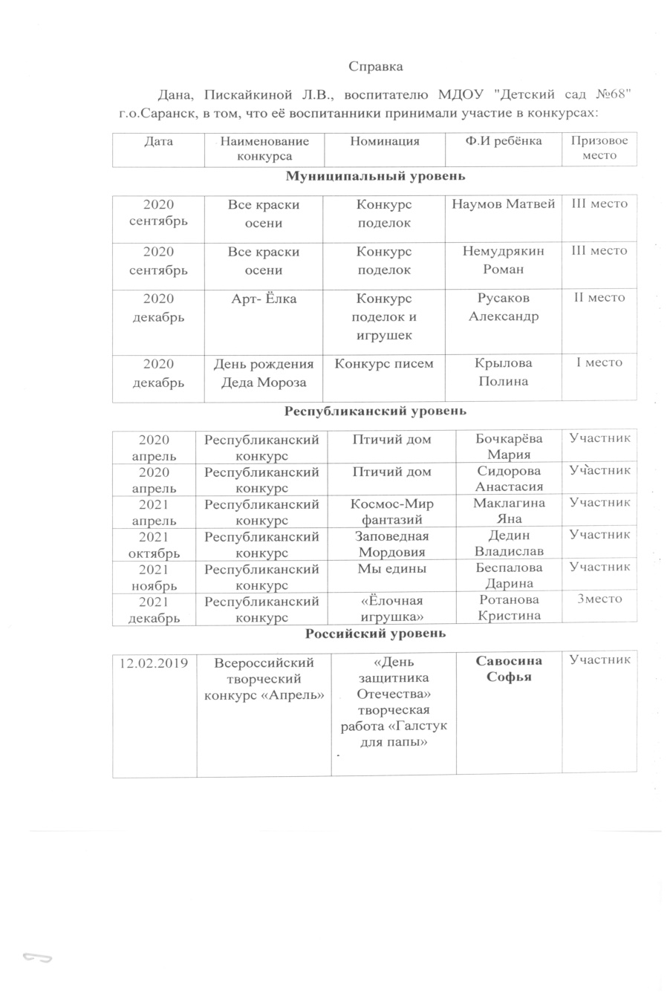 Справка
Дана, Пискайкиной Л.В., воспитателю МДОУ "Детский сад №68"
г.о.Саранск, в том, что её воспитанники принимали участие в конкурсах:
Дата Наименование конкурса Номинация Ф.И ребёнка Призовое место
Муниципальный уровень
2020 сентябрь Все краски осени Конкурс поделок Наумов Матвей III место
2020 сентябрь Все краски осени Конкурс поделок Немудрякин Роман III место
2020 декабрь Арт- Ёлка Конкурс поделок и игрушек Русаков Александр II место
2020 декабрь День рождения Деда Мороза Конкурс писем Крылова Полина I место
Республиканский уровень
2020 апрель Республиканский конкурс Птичий дом Бочкарёва Мария Участник
2020 апрель Республиканский конкурс Птичий дом Сидорова Анастасия Участник
2021 апрель Республиканский конкурс Космос-Мир фантазий Маклагина Яна Участник
2021 октябрь Республиканский конкурс Заповедная Мордовия Дедин Владислав Участник
2021 ноябрь Республиканский конкурс Мы едины Беспалова Дарина Участник
2021 декабрь Республиканский конкурс «Ёлочная игрушка» Ротанова Кристина 3место
Российский уровень
12.02.2019 Всероссийский творческий конкурс «Апрель» «День защитника Отечества» творческая работа «Галстук для папы» Савосина Софья Участник